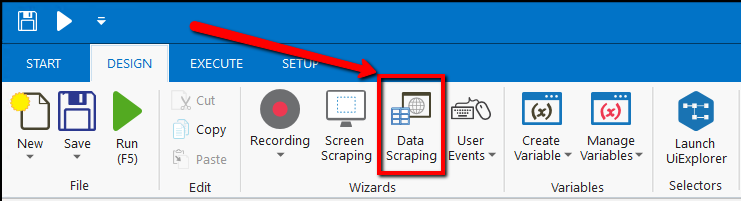 START DESIGN EXECUTE SETUP
New Save Run (F5)
Cut
Copy
Paste
Recording Screen Scraping Data Scraping User Events
Create Variable Manage Variables Launch UiExplorer
File Edit Wizards Variables Selectors